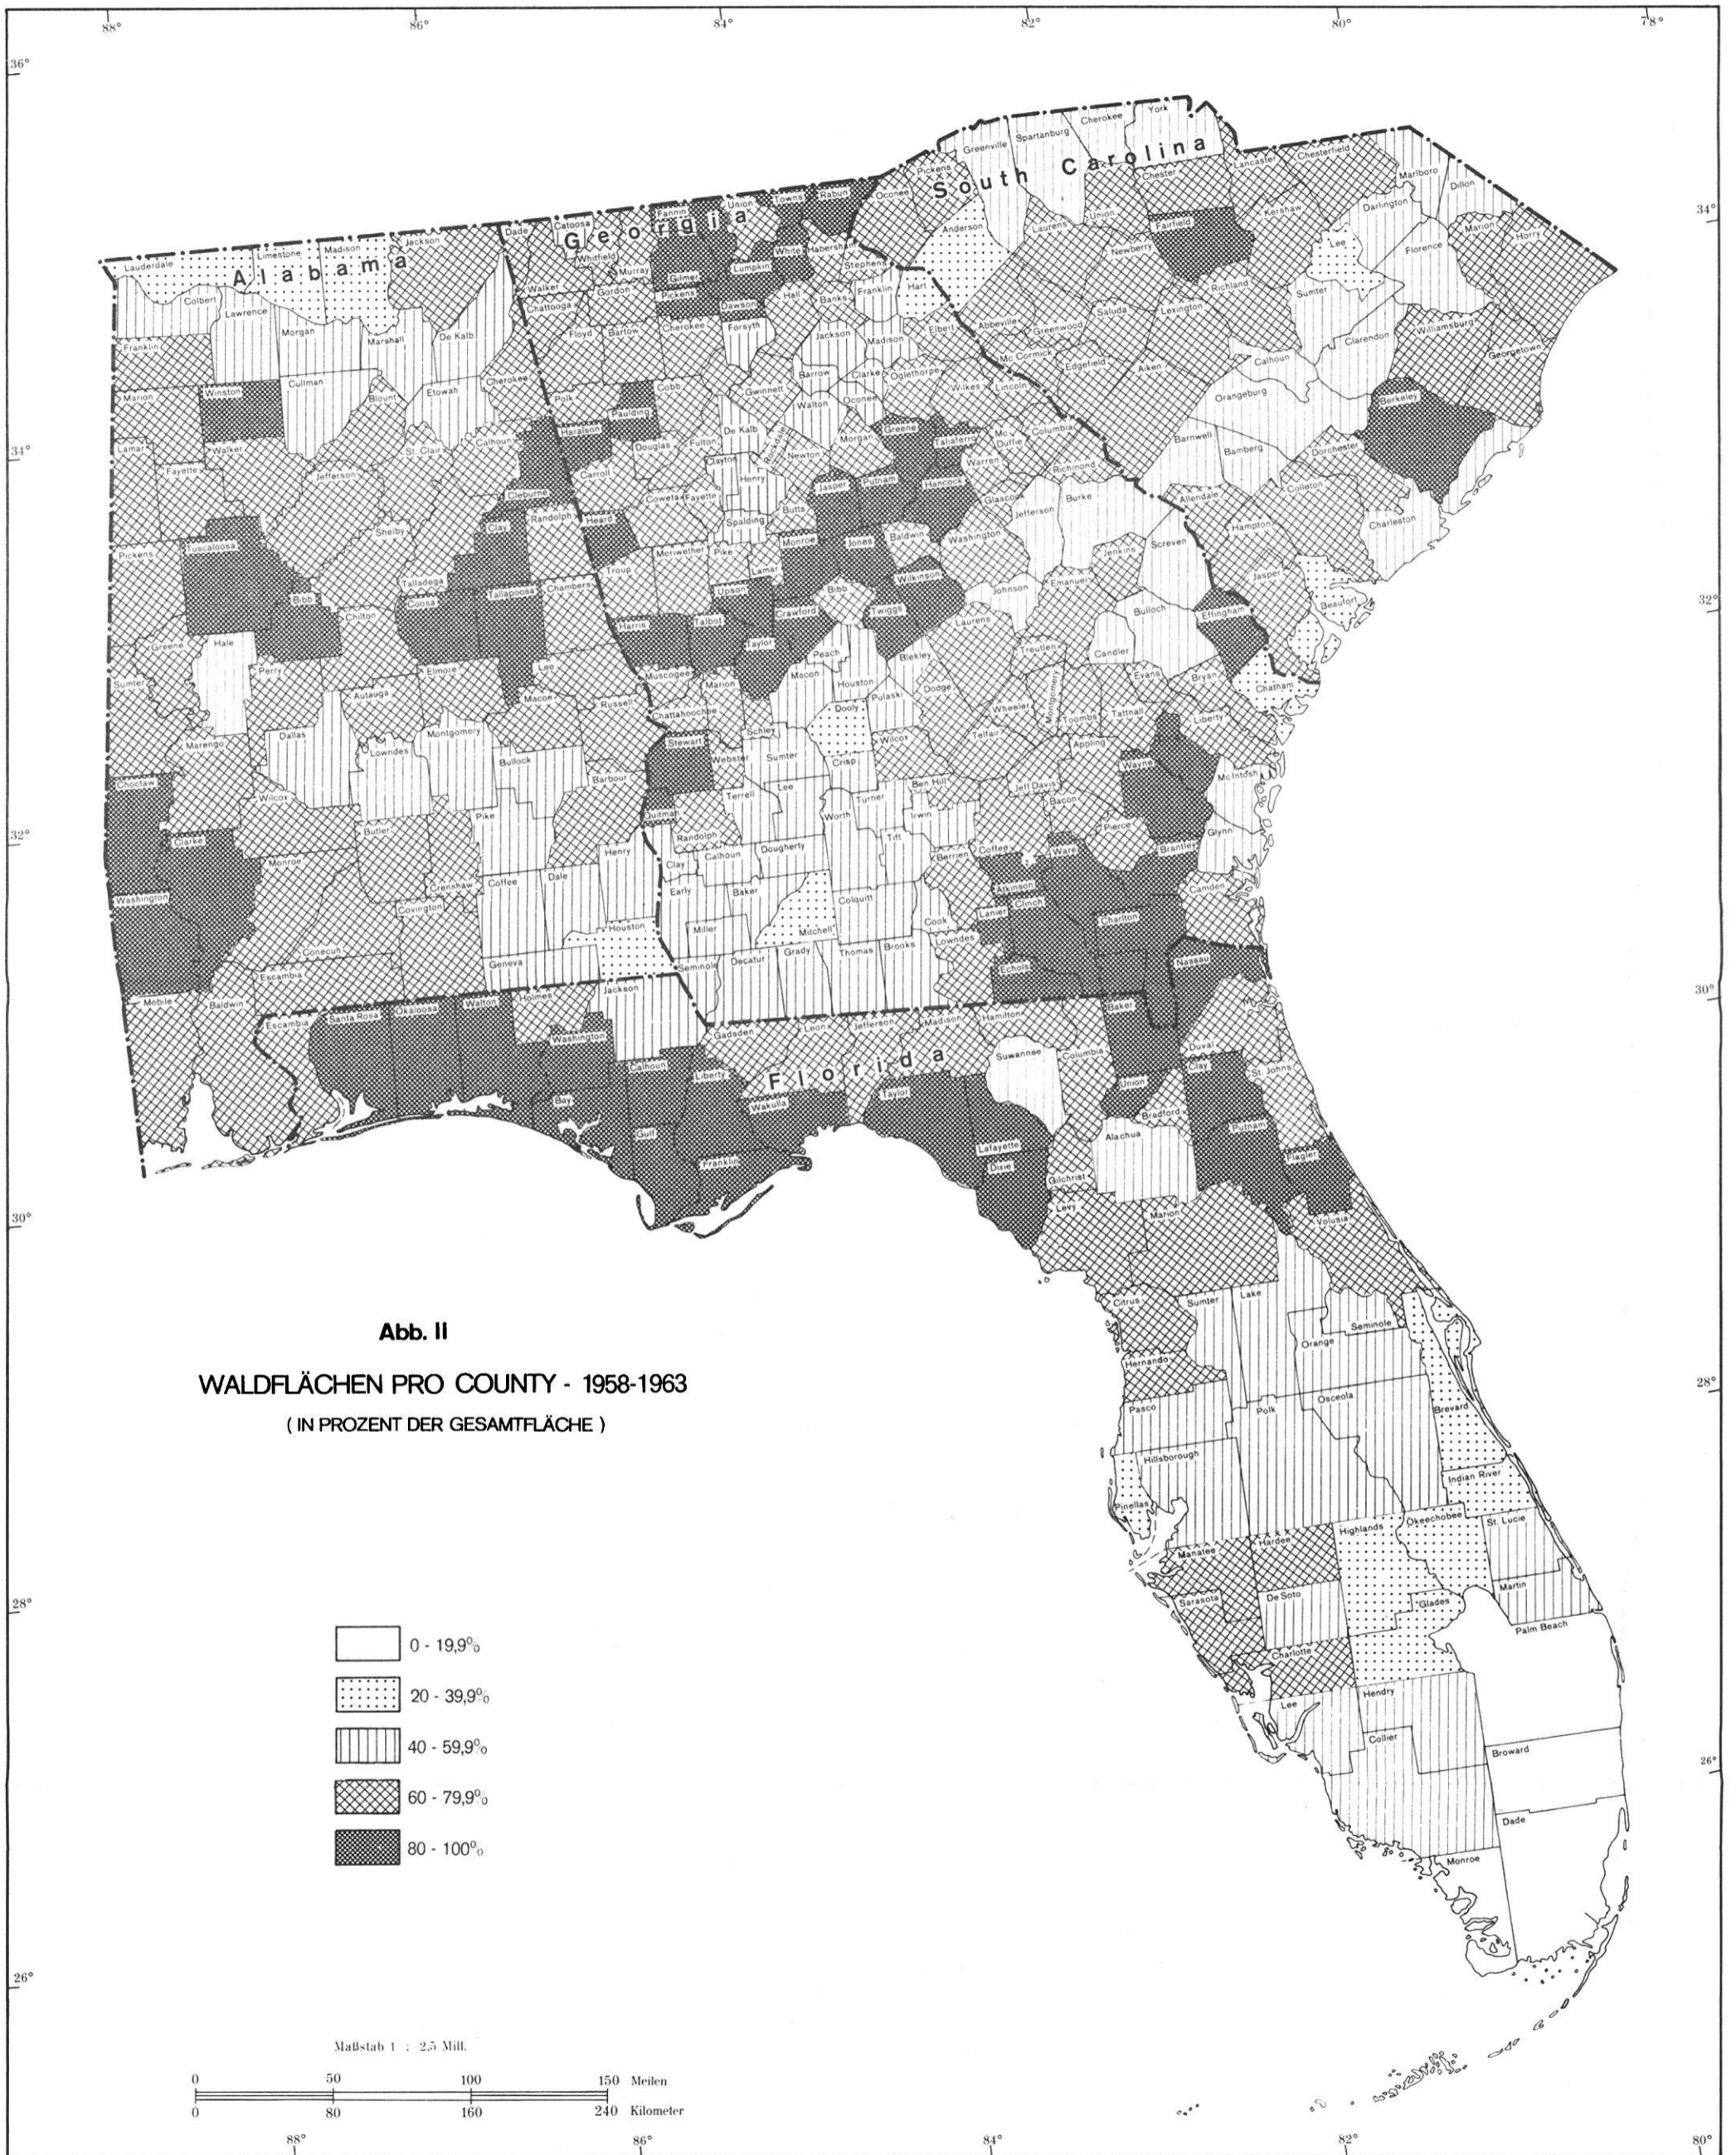 88°
86°
84°
82°
80°
78°
36°
34°
34°
32°
32°
30°
30°
28°
28°
26°
26°
88°
86°
84°
82°
80°
Alabama
Georgia
South Carolina
Florida
Lauderdale
Limestone
Madison
Jackson
Colbert
Lawrence
Morgan
Marshall
De Kalb
Franklin
Marion
Winston
Cullman
Blount
Etowah
Cherokee
Lamar
Fayette
Walker
Jefferson
St. Clair
Calhoun
Cleburne
Pickens
Tuscaloosa
Shelby
Talladega
Clay
Randolph
Bibb
Chilton
Coosa
Tallapoosa
Chambers
Greene
Hale
Perry
Autauga
Elmore
Lee
Macon
Russell
Sumter
Marengo
Dallas
Lowndes
Montgomery
Bullock
Barbour
Choctaw
Clarke
Wilcox
Butler
Pike
Crenshaw
Washington
Monroe
Conecuh
Covington
Coffee
Dale
Henry
Houston
Geneva
Escambia
Mobile
Baldwin
Dade
Catoosa
Whitfield
Murray
Fannin
Union
Towns
Rabun
Walker
Gordon
Gilmer
Lumpkin
White
Habersham
Stephens
Chattooga
Pickens
Dawson
Hall
Banks
Franklin
Hart
Floyd
Bartow
Cherokee
Forsyth
Jackson
Madison
Elbert
Polk
Paulding
Cobb
Gwinnett
Barrow
Clarke
Oglethorpe
Wilkes
Lincoln
Haralson
Douglas
Fulton
De Kalb
Walton
Oconee
Morgan
Greene
Taliaferro
Mc Duffie
Columbia
Carroll
Clayton
Rockdale
Newton
Henry
Warren
Richmond
Coweta
Fayette
Spalding
Butts
Jasper
Putnam
Hancock
Glascock
Jefferson
Burke
Heard
Meriwether
Pike
Lamar
Monroe
Jones
Baldwin
Washington
Jenkins
Screven
Troup
Upson
Bibb
Wilkinson
Johnson
Emanuel
Harris
Talbot
Taylor
Crawford
Twiggs
Laurens
Bulloch
Effingham
Muscogee
Marion
Macon
Peach
Houston
Blekley
Treutlen
Candler
Evans
Bryan
Chatham
Chattahoochee
Schley
Dooly
Pulaski
Dodge
Wheeler
Montgomery
Toombs
Tattnall
Liberty
Stewart
Webster
Sumter
Crisp
Wilcox
Telfair
Appling
Wayne
McIntosh
Quitman
Terrell
Lee
Turner
Ben Hill
Jeff Davis
Bacon
Randolph
Worth
Irwin
Pierce
Glynn
Clay
Calhoun
Dougherty
Tift
Berrien
Coffee
Ware
Brantley
Early
Baker
Colquitt
Cook
Atkinson
Clinch
Lanier
Camden
Charlton
Miller
Mitchell
Lowndes
Echols
Seminole
Decatur
Grady
Thomas
Brooks
Oconee
Pickens
Greenville
Spartanburg
Cherokee
York
Anderson
Laurens
Union
Chester
Lancaster
Chesterfield
Marlboro
Dillon
Fairfield
Kershaw
Darlington
Marion
Horry
Newberry
Lee
Florence
Abbeville
Greenwood
Saluda
Lexington
Richland
Sumter
Williamsburg
Georgetown
Mc Cormick
Edgefield
Aiken
Calhoun
Clarendon
Orangeburg
Berkeley
Barnwell
Bamberg
Dorchester
Allendale
Colleton
Charleston
Hampton
Jasper
Beaufort
Escambia
Santa Rosa
Okaloosa
Walton
Holmes
Jackson
Washington
Bay
Calhoun
Gulf
Liberty
Gadsden
Leon
Wakulla
Franklin
Jefferson
Madison
Taylor
Hamilton
Suwannee
Lafayette
Dixie
Columbia
Baker
Nassau
Duval
Union
Bradford
Clay
St. Johns
Gilchrist
Alachua
Putnam
Flagler
Levy
Marion
Volusia
Citrus
Sumter
Lake
Seminole
Orange
Hernando
Pasco
Polk
Osceola
Brevard
Hillsborough
Pinellas
Indian River
Manatee
Hardee
Highlands
Okeechobee
St. Lucie
Sarasota
De Soto
Glades
Martin
Charlotte
Palm Beach
Lee
Hendry
Collier
Broward
Dade
Monroe
Abb. II
WALDFLÄCHEN PRO COUNTY - 1958-1963
( IN PROZENT DER GESAMTFLÄCHE )
0 - 19,9%
20 - 39,9%
40 - 59,9%
60 - 79,9%
80 - 100%
Maßstab 1 : 2,5 Mill.
0 50 100 150 Meilen
0 80 160 240 Kilometer